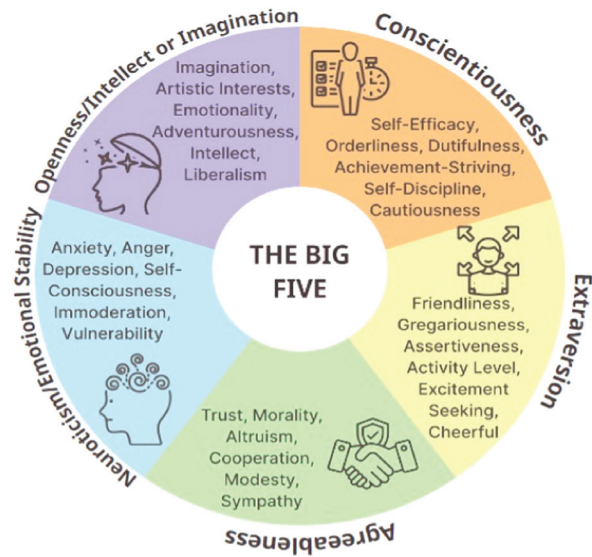 Openness/Intellect or Imagination
Imagination,
Artistic Interests,
Emotionality,
Adventurousness,
Intellect,
Liberalism
Conscientiousness
Self-Efficacy,
Orderliness, Dutifulness,
Achievement-Striving,
Self-Discipline,
Cautiousness
THE BIG
FIVE
Extraversion
Friendliness,
Gregariousness,
Assertiveness,
Activity Level,
Excitement
Seeking,
Cheerful
Agreeableness
Trust, Morality,
Altruism,
Cooperation,
Modesty,
Sympathy
Neuroticism/Emotional Stability
Anxiety, Anger,
Depression, Self-
Consciousness,
Immoderation,
Vulnerability